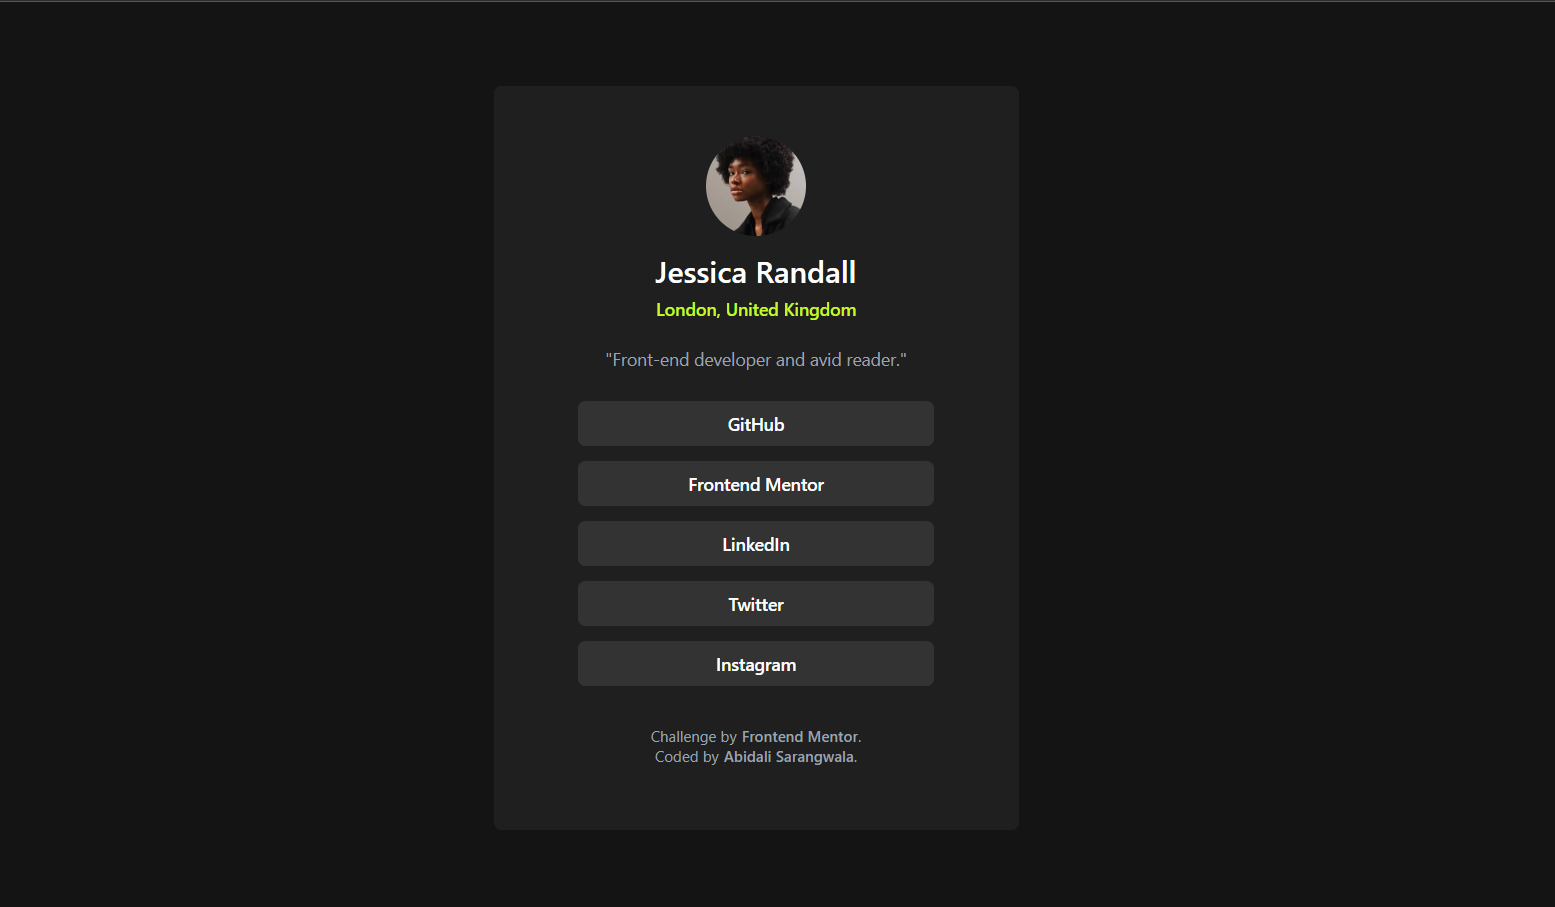 Jessica Randall
London, United Kingdom
"Front-end developer and avid reader."
GitHub
Frontend Mentor
LinkedIn
Twitter
Instagram
Challenge by Frontend Mentor.
Coded by Abidali Sarangwala.